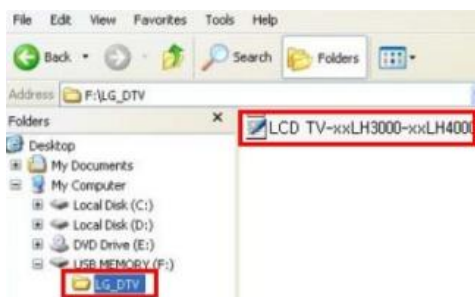 File Edit View Favorites Tools Help
Back Search Folders
Address F:\LG_DTV
Folders x
LCD TV-xxLH3000-xxLH4000
Desktop
My Documents
My Computer
Local Disk (C:)
Local Disk (D:)
DVD Drive (E:)
USB MEMORY (F:)
LG_DTV